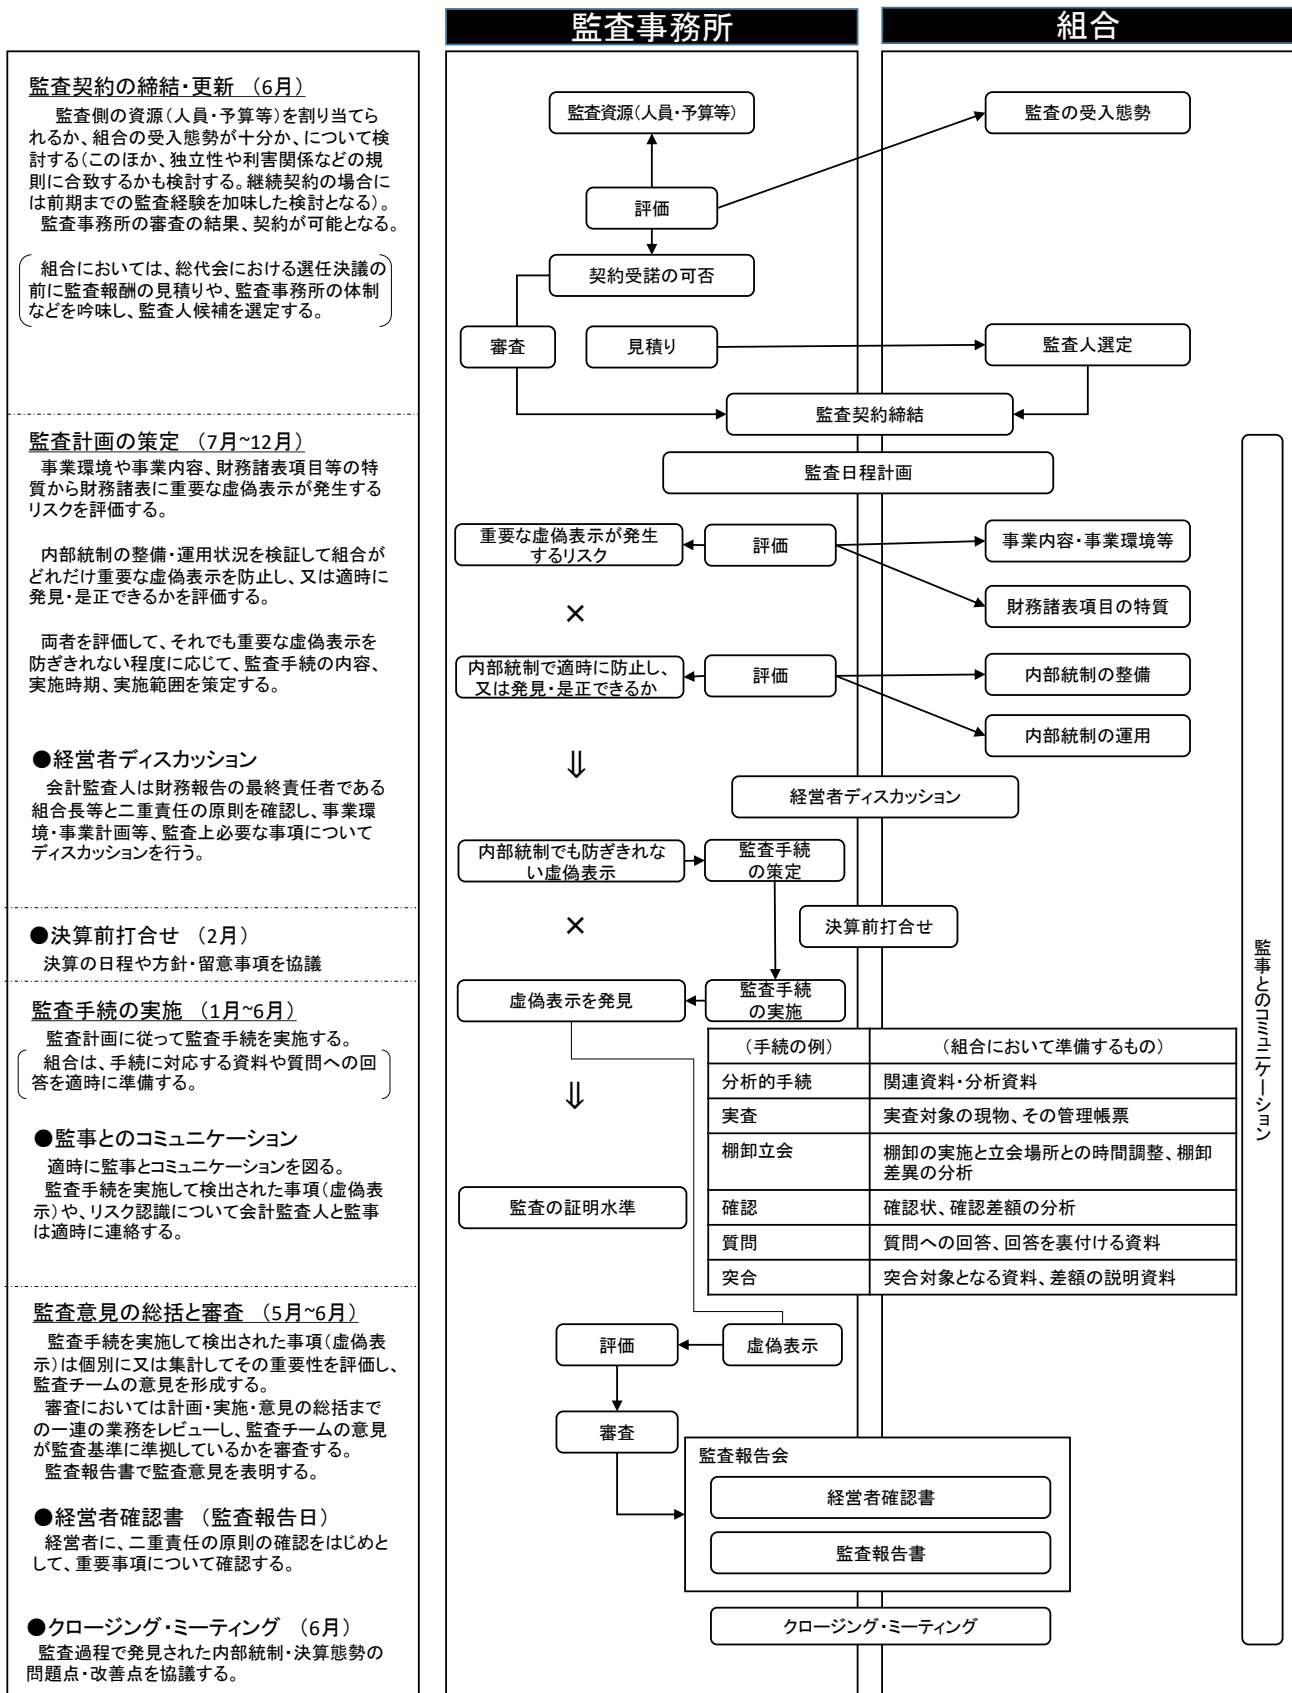 監査事務所
組合
監査契約の締結・更新 (6月)
監査側の資源(人員・予算等)を割り当てら
れるか、組合の受入態勢が十分か、について検
討する(このほか、独立性や利害関係などの規
則に合致するかも検討する。継続契約の場合に
は前期までの監査経験を加味した検討となる)。
監査事務所の審査の結果、契約が可能となる。
組合においては、総代会における選任決議の
前に監査報酬の見積りや、監査事務所の体制
などを吟味し、監査人候補を選定する。
監査計画の策定 (7月~12月)
事業環境や事業内容、財務諸表項目等の特
質から財務諸表に重要な虚偽表示が発生する
リスクを評価する。
内部統制の整備・運用状況を検証して組合が
どれだけ重要な虚偽表示を防止し、又は適時に
発見・是正できるかを評価する。
両者を評価して、それでも重要な虚偽表示を
防ぎきれない程度に応じて、監査手続の内容、
実施時期、実施範囲を策定する。
●経営者ディスカッション
会計監査人は財務報告の最終責任者である
組合長等と二重責任の原則を確認し、事業環
境・事業計画等、監査上必要な事項について
ディスカッションを行う。
●決算前打合せ (2月)
決算の日程や方針・留意事項を協議
監査手続の実施 (1月~6月)
監査計画に従って監査手続を実施する。
組合は、手続に対応する資料や質問への回
答を適時に準備する。
●監事とのコミュニケーション
適時に監事とコミュニケーションを図る。
監査手続を実施して検出された事項(虚偽表
示)や、リスク認識について会計監査人と監事
は適時に連絡する。
監査意見の総括と審査 (5月~6月)
監査手続を実施して検出された事項(虚偽表
示)は個別に又は集計してその重要性を評価し、
監査チームの意見を形成する。
審査においては計画・実施・意見の総括まで
の一連の業務をレビューし、監査チームの意見
が監査基準に準拠しているかを審査する。
監査報告書で監査意見を表明する。
●経営者確認書 (監査報告日)
経営者に、二重責任の原則の確認をはじめと
して、重要事項について確認する。
●クロージング・ミーティング (6月)
監査過程で発見された内部統制・決算態勢の
問題点・改善点を協議する。
監査資源(人員・予算等)
監査の受入態勢
評価
契約受諾の可否
審査
見積り
監査人選定
監査契約締結
監査日程計画
重要な虚偽表示が発生
するリスク
評価
事業内容・事業環境等
財務諸表項目の特質
×
内部統制で適時に防止し、
又は発見・是正できるか
評価
内部統制の整備
内部統制の運用
⇓
経営者ディスカッション
内部統制でも防ぎきれな
い虚偽表示
監査手続
の策定
×
決算前打合せ
虚偽表示を発見
監査手続
の実施
(手続の例)
(組合において準備するもの)
分析的手続
関連資料・分析資料
実査
実査対象の現物、その管理帳票
棚卸立会
棚卸の実施と立会場所との時間調整、棚卸
差異の分析
確認
確認状、確認差額の分析
質問
質問への回答、回答を裏付ける資料
突合
突合対象となる資料、差額の説明資料
⇓
監査の証明水準
評価
虚偽表示
審査
監査報告会
経営者確認書
監査報告書
クロージング・ミーティング
監事とのコミュニケーション